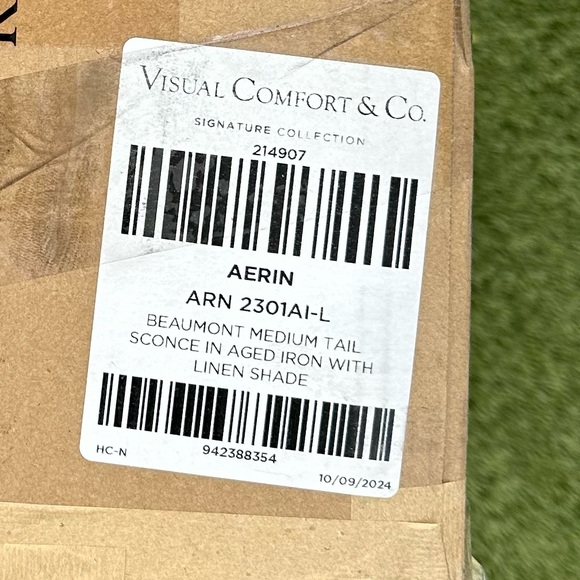 VISUAL COMFORT & CO.
SIGNATURE COLLECTION
214907
AERIN
ARN 2301AI-L
BEAUMONT MEDIUM TAIL
SCONCE IN AGED IRON WITH
LINEN SHADE
942388354
HC-N
10/09/2024